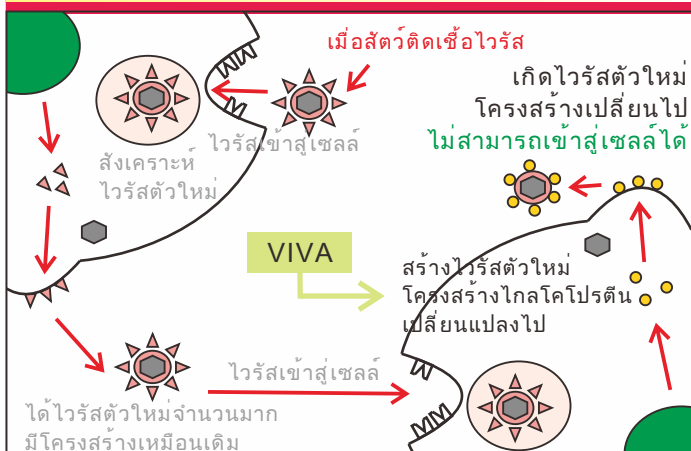 เมื่อสัตว์ติดเชื้อไวรัส
เกิดไวรัสตัวใหม่
โครงสร้างเปลี่ยนไป
ไม่สามารถเข้าสู่เซลล์ได้
ไวรัสเข้าสู่เซลล์
สังเคราะห์
ไวรัสตัวใหม่
VIVA
สร้างไวรัสตัวใหม่
โครงสร้างไกลโคโปรตีน
เปลี่ยนแปลงไป
ไวรัสเข้าสู่เซลล์
ได้ไวรัสตัวใหม่จำนวนมาก
มีโครงสร้างเหมือนเดิม